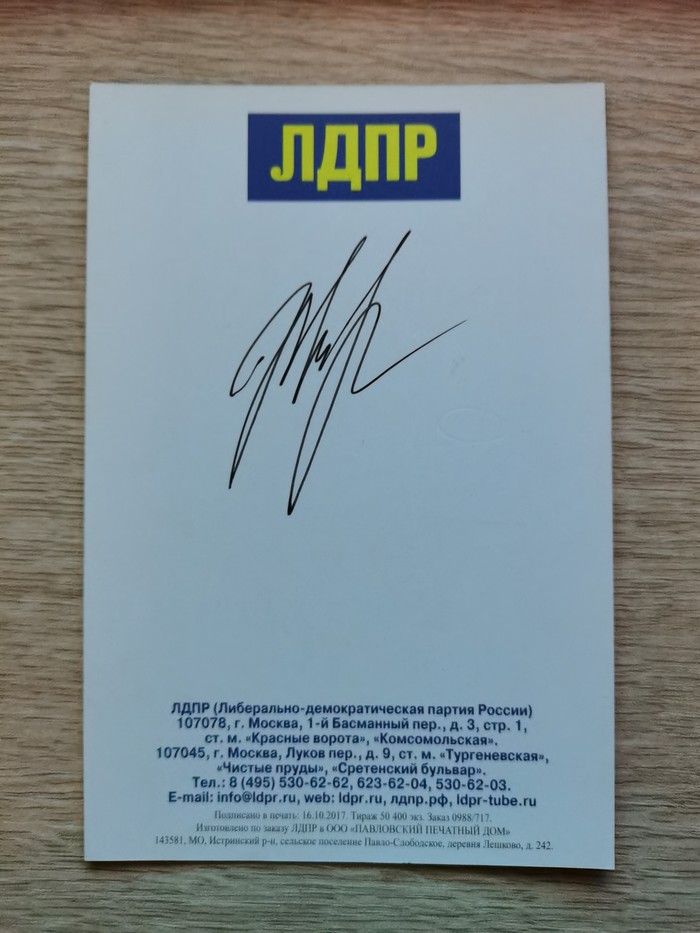 ЛДПР
ЛДПР (Либерально-демократическая партия России)
107078, г. Москва, 1-й Басманный пер., д. 3, стр. 1,
ст. м. «Красные ворота», «Комсомольская».
107045, г. Москва, Луков пер., д. 9, ст. м. «Тургеневская»,
«Чистые пруды», «Сретенский бульвар».
Тел.: 8 (495) 530-62-62, 623-62-04, 530-62-03.
E-mail: info@ldpr.ru, web: ldpr.ru, лдпр.рф, ldpr-tube.ru
Подписано в печать: 16.10.2017. Тираж 50 400 экз. Заказ 0988/717.
Изготовлено по заказу ЛДПР в ООО «ПАВЛОВСКИЙ ПЕЧАТНЫЙ ДОМ»
143581, МО, Истринский р-н, сельское поселение Павло-Слободское, деревня Лешково, д. 242.